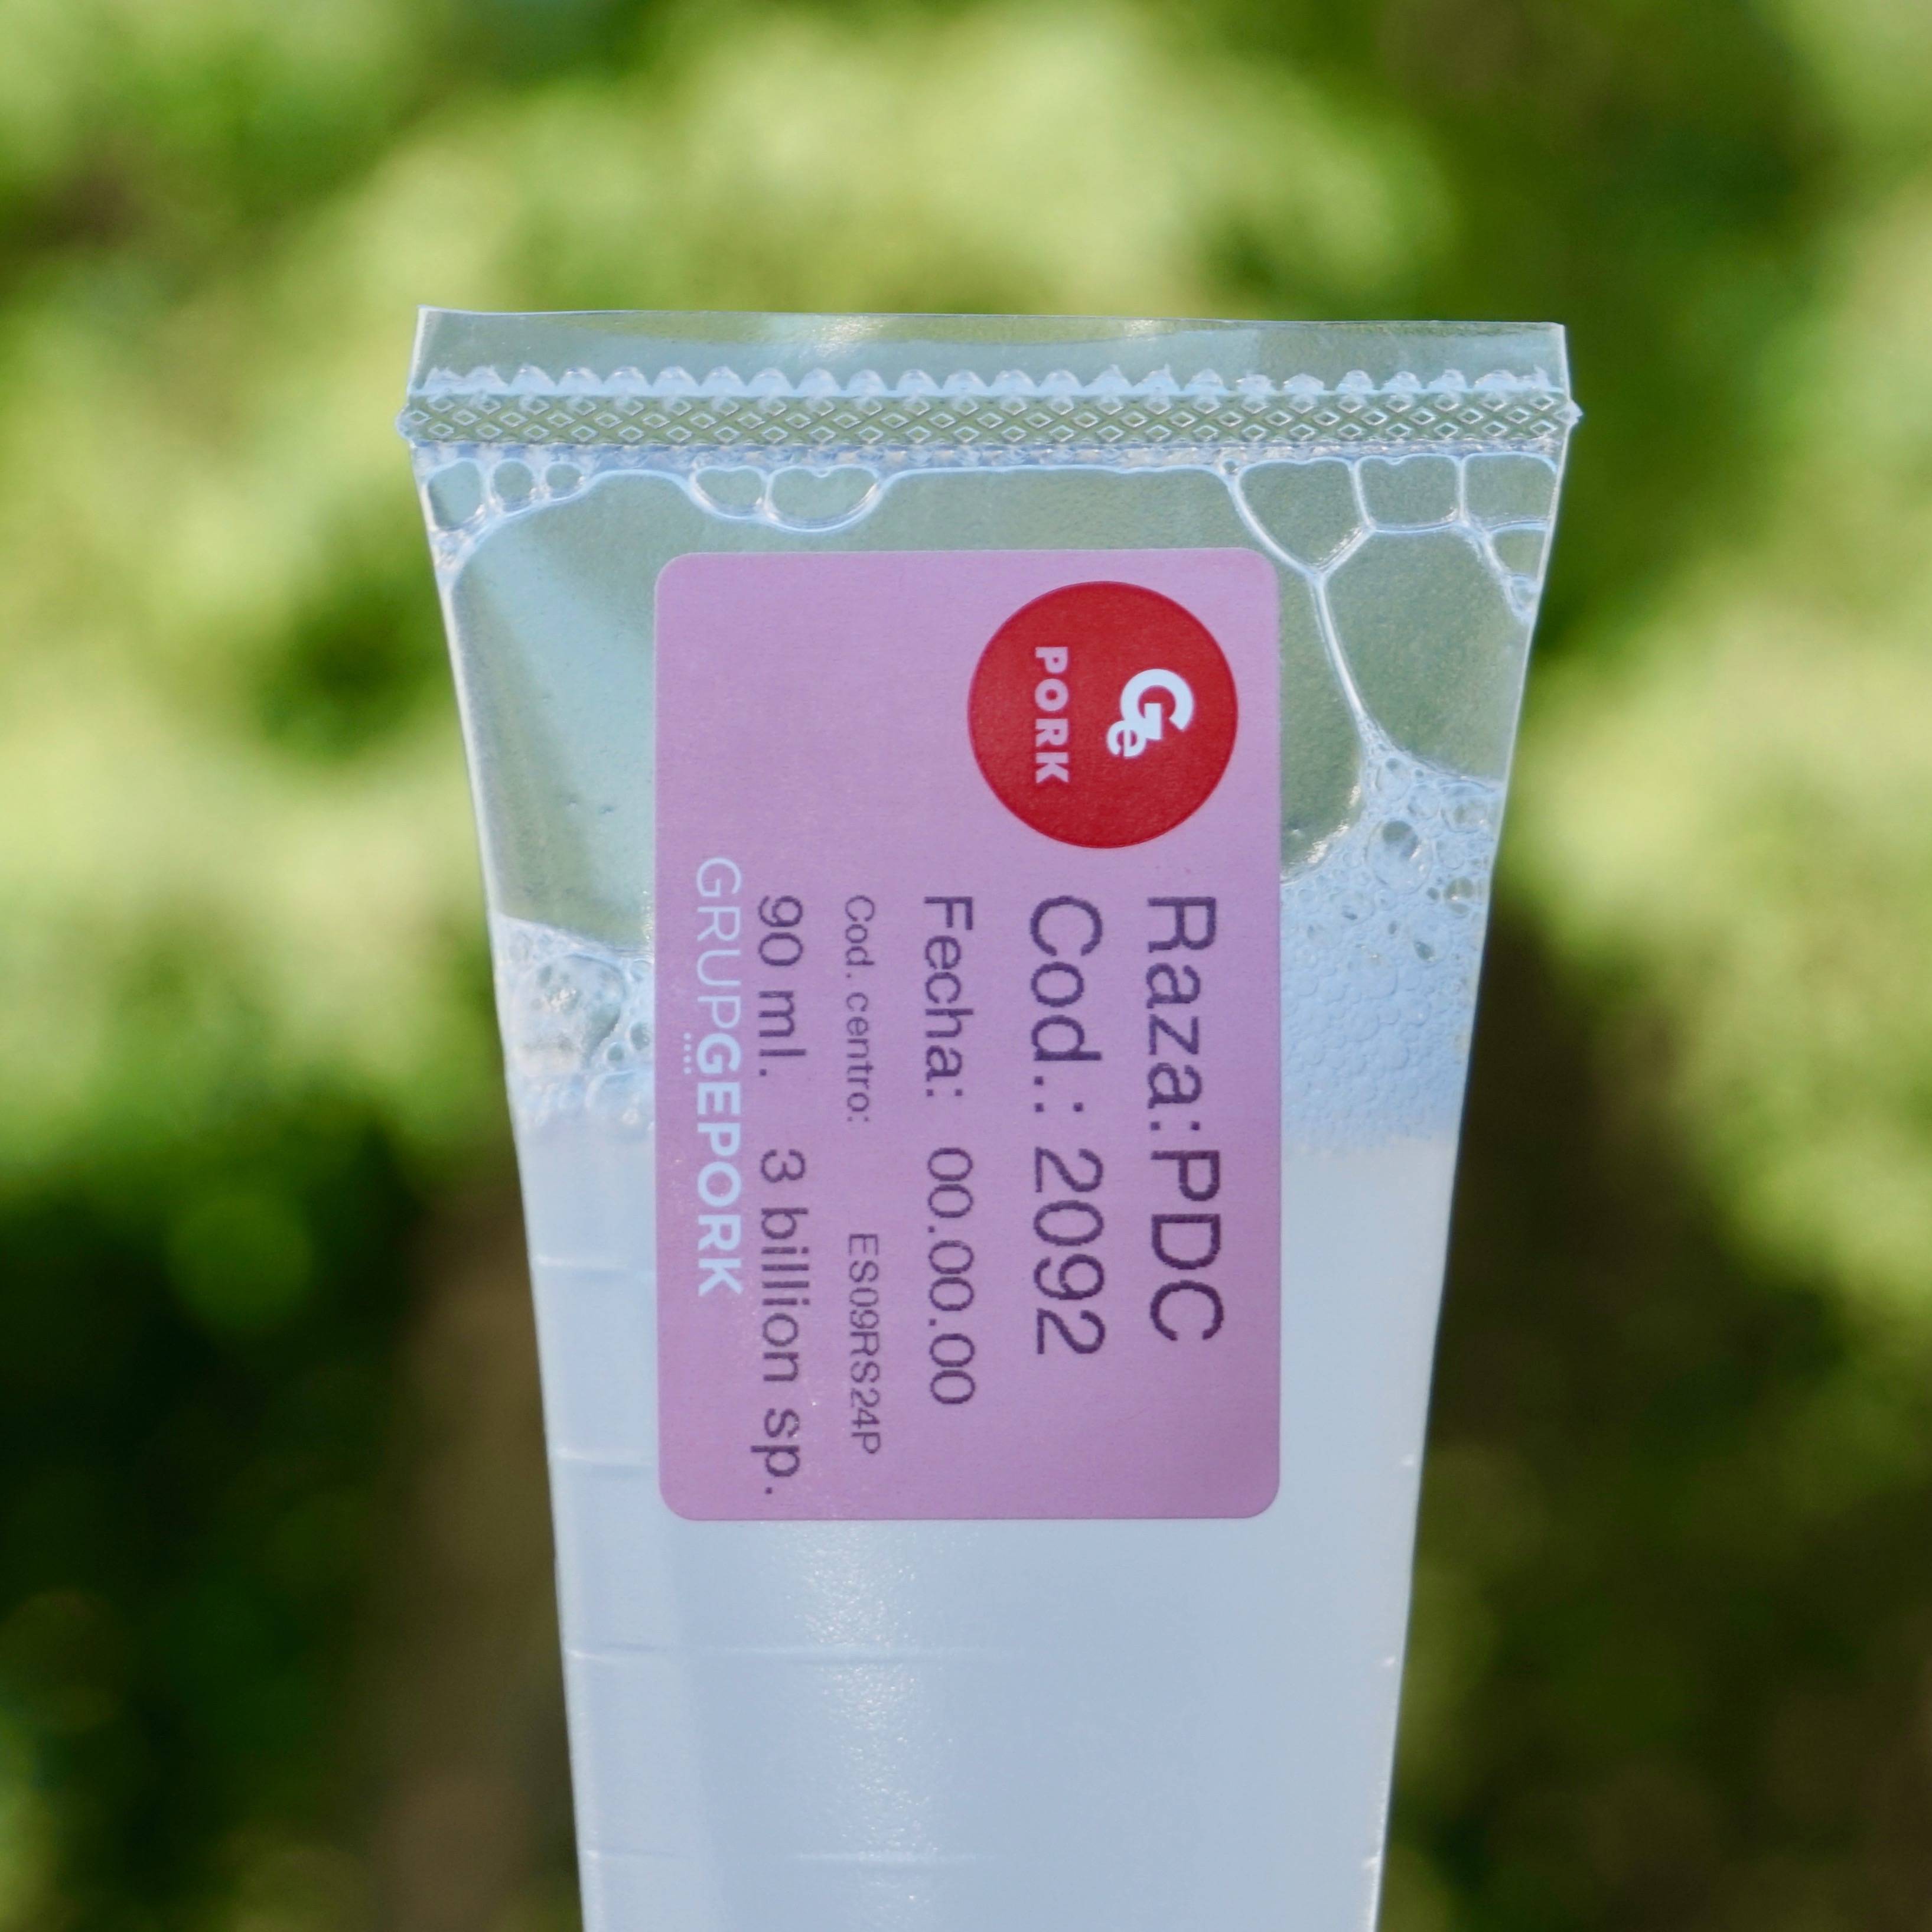 Ge
PORK
Raza:PDC
Cod.: 2092
Fecha: 00.00.00
Cod. centro: ES09RS24P
90 ml. 3 billion sp.
GRUPGEPORK